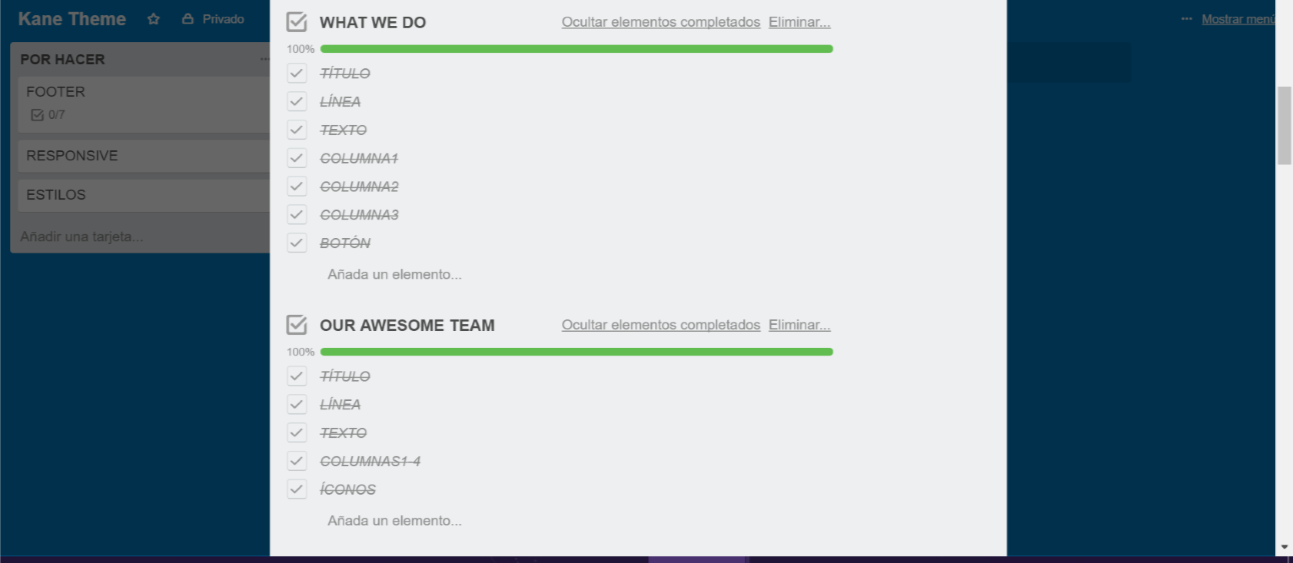 Kane Theme Privado
··· Mostrar menú
POR HACER ···
FOOTER
0/7
RESPONSIVE
ESTILOS
Añadir una tarjeta...
WHAT WE DO Ocultar elementos completados Eliminar...
100%
TÍTULO
LÍNEA
TEXTO
COLUMNA1
COLUMNA2
COLUMNA3
BOTÓN
Añada un elemento...
OUR AWESOME TEAM Ocultar elementos completados Eliminar...
100%
TÍTULO
LÍNEA
TEXTO
COLUMNAS1-4
ÍCONOS
Añada un elemento...